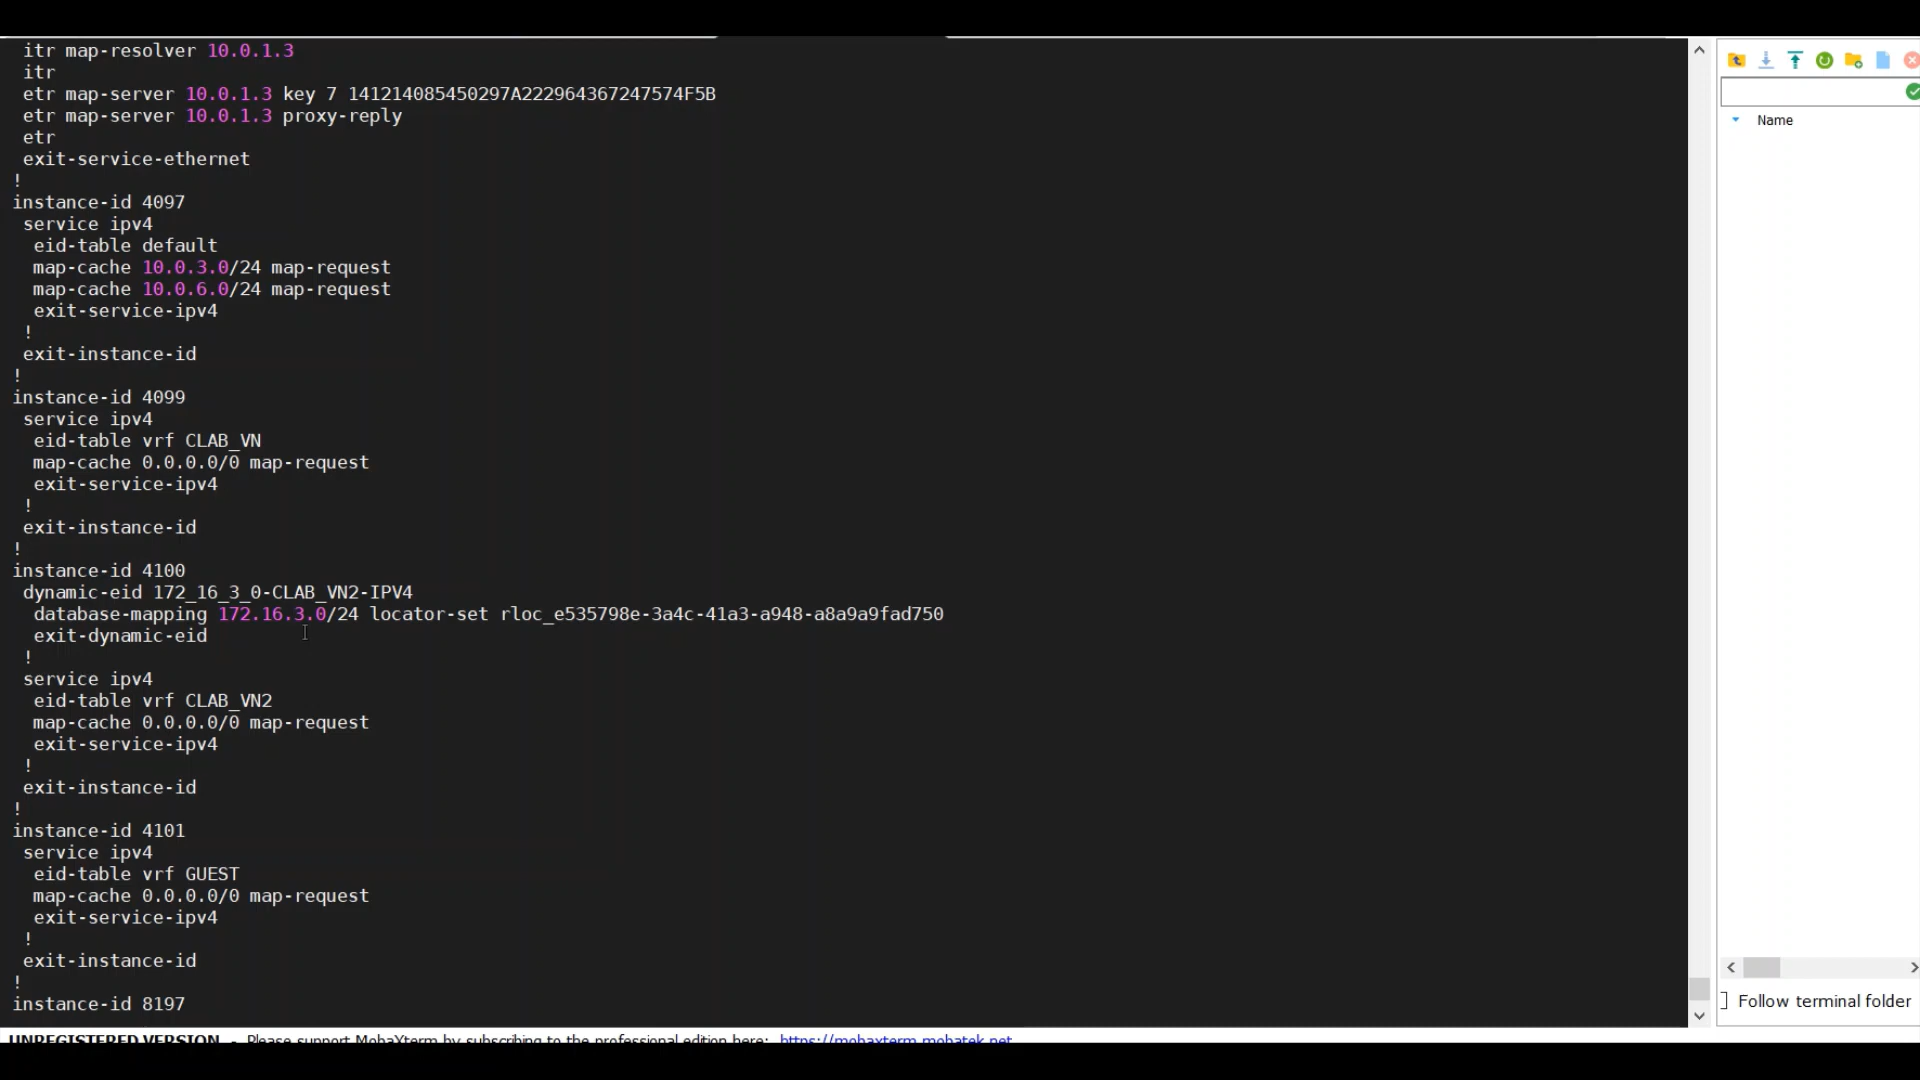 itr map-resolver 10.0.1.3
itr
etr map-server 10.0.1.3 key 7 141214085450297A222964367247574F5B
etr map-server 10.0.1.3 proxy-reply
etr
exit-service-ethernet
!
instance-id 4097
service ipv4
eid-table default
map-cache 10.0.3.0/24 map-request
map-cache 10.0.6.0/24 map-request
exit-service-ipv4
!
exit-instance-id
!
instance-id 4099
service ipv4
eid-table vrf CLAB_VN
map-cache 0.0.0.0/0 map-request
exit-service-ipv4
!
exit-instance-id
!
instance-id 4100
dynamic-eid 172_16_3_0-CLAB_VN2-IPV4
database-mapping 172.16.3.0/24 locator-set rloc_e535798e-3a4c-41a3-a948-a8a9a9fad750
exit-dynamic-eid
!
service ipv4
eid-table vrf CLAB_VN2
map-cache 0.0.0.0/0 map-request
exit-service-ipv4
!
exit-instance-id
!
instance-id 4101
service ipv4
eid-table vrf GUEST
map-cache 0.0.0.0/0 map-request
exit-service-ipv4
!
exit-instance-id
!
instance-id 8197
Name
Follow terminal folder
UNREGISTERED VERSION - Please support MobaXterm by subscribing to the professional edition here: https://mobaxterm.mobatek.net